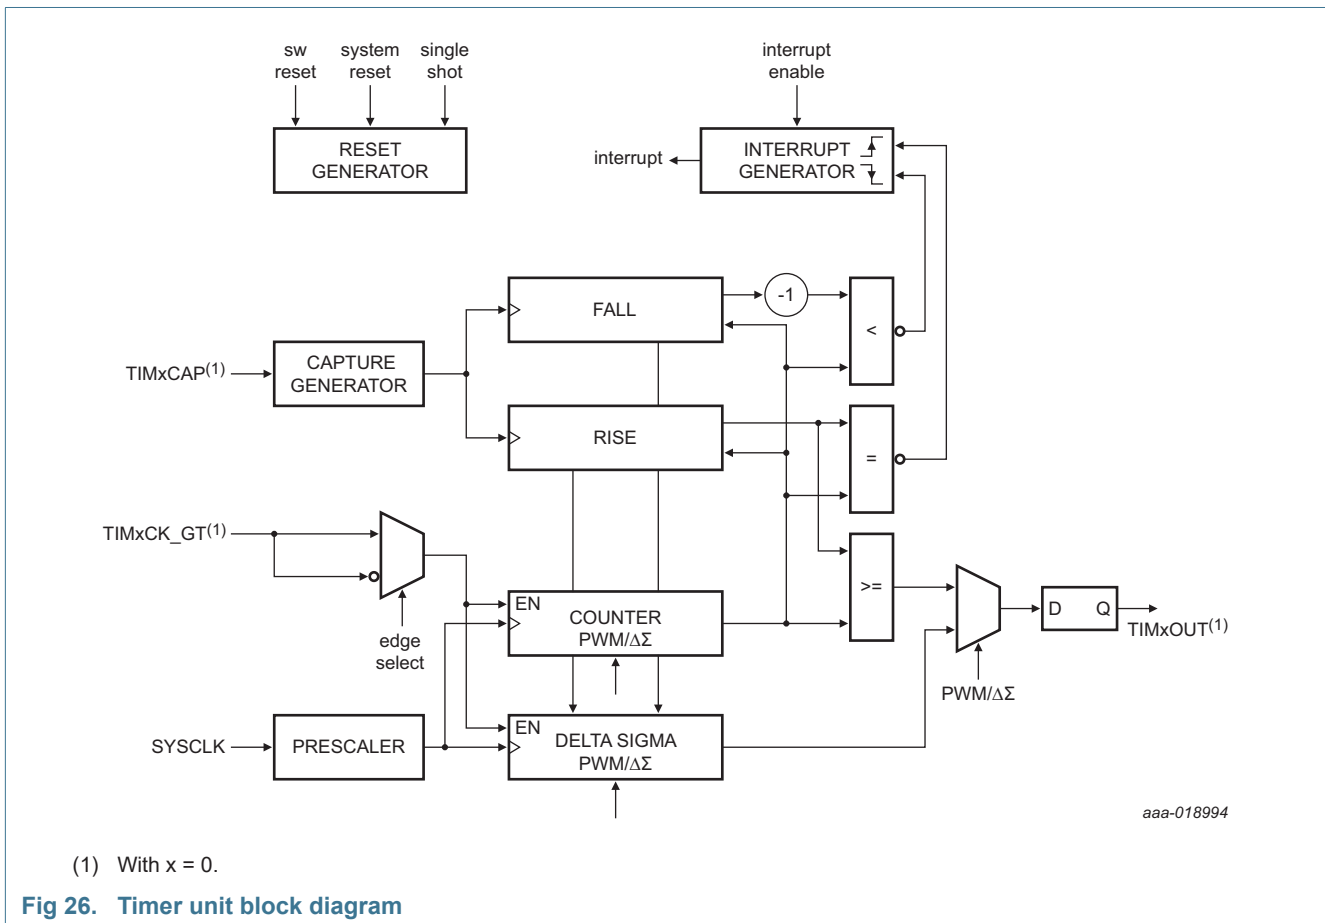 sw
reset
system
reset
single
shot
interrupt
enable
RESET
GENERATOR
interrupt
INTERRUPT
GENERATOR
FALL
-1
<
TIMxCAP(1)
CAPTURE
GENERATOR
RISE
=
TIMxCK_GT(1)
edge
select
EN
COUNTER
PWM/ΔΣ
>=
D Q
TIMxOUT(1)
PWM/ΔΣ
SYSCLK
PRESCALER
EN
DELTA SIGMA
PWM/ΔΣ
aaa-018994
(1) With x = 0.
Fig 26. Timer unit block diagram